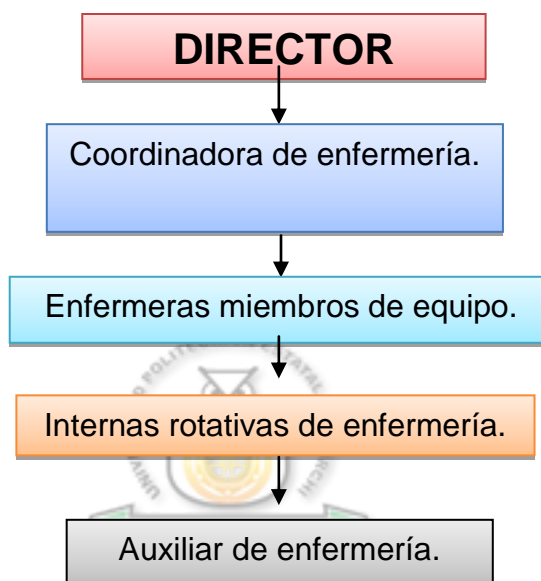 DIRECTOR
Coordinadora de enfermería.
Enfermeras miembros de equipo.
Internas rotativas de enfermería.
Auxiliar de enfermería.